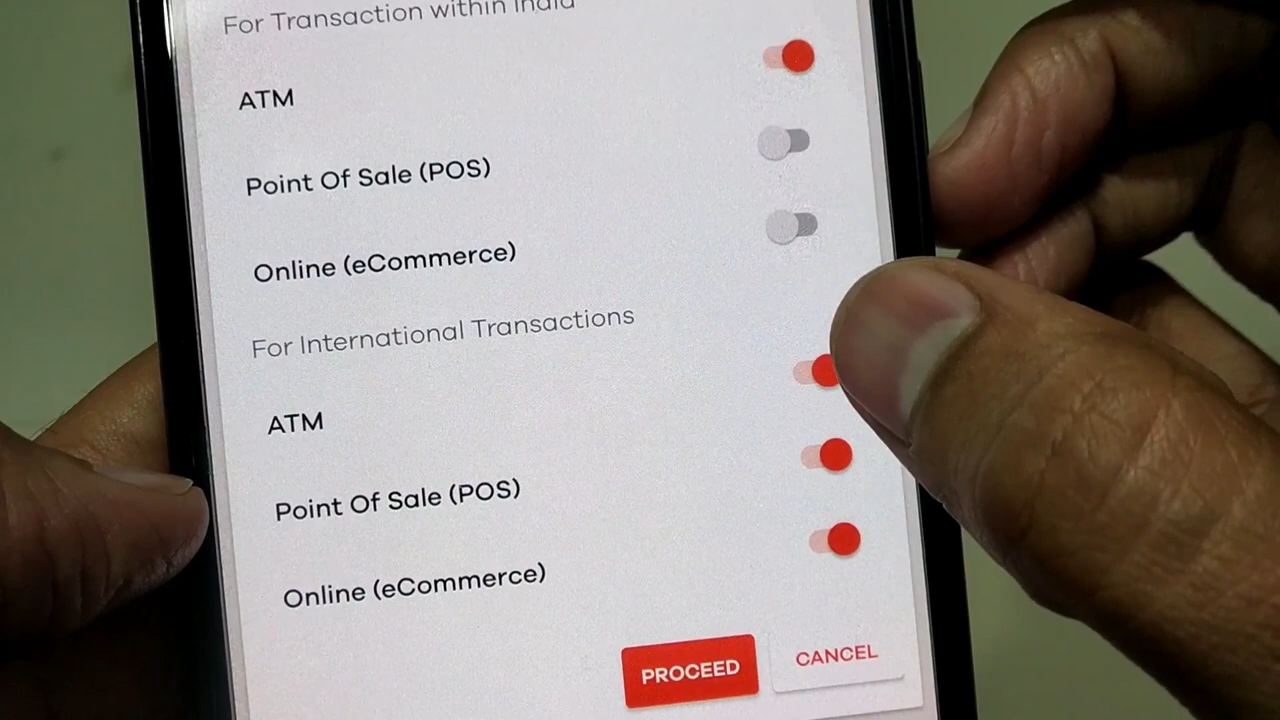 For Transaction within India
ATM
Point Of Sale (POS)
Online (eCommerce)
For International Transactions
ATM
Point Of Sale (POS)
Online (eCommerce)
PROCEED
CANCEL